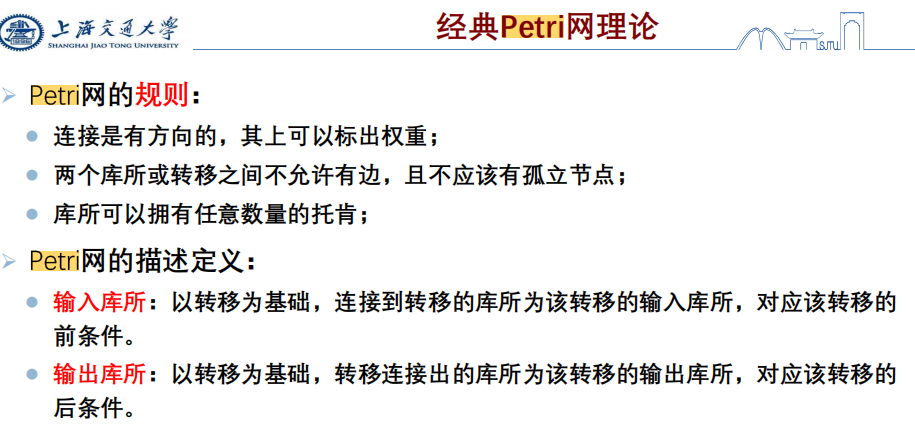 上海交通大学
SHANGHAI JIAO TONG UNIVERSITY
经典Petri网理论
SJTU
Petri网的规则：
连接是有方向的，其上可以标出权重；
两个库所或转移之间不允许有边，且不应该有孤立节点；
库所可以拥有任意数量的托肯；
Petri网的描述定义：
输入库所：以转移为基础，连接到转移的库所为该转移的输入库所，对应该转移的
前条件。
输出库所：以转移为基础，转移连接出的库所为该转移的输出库所，对应该转移的
后条件。